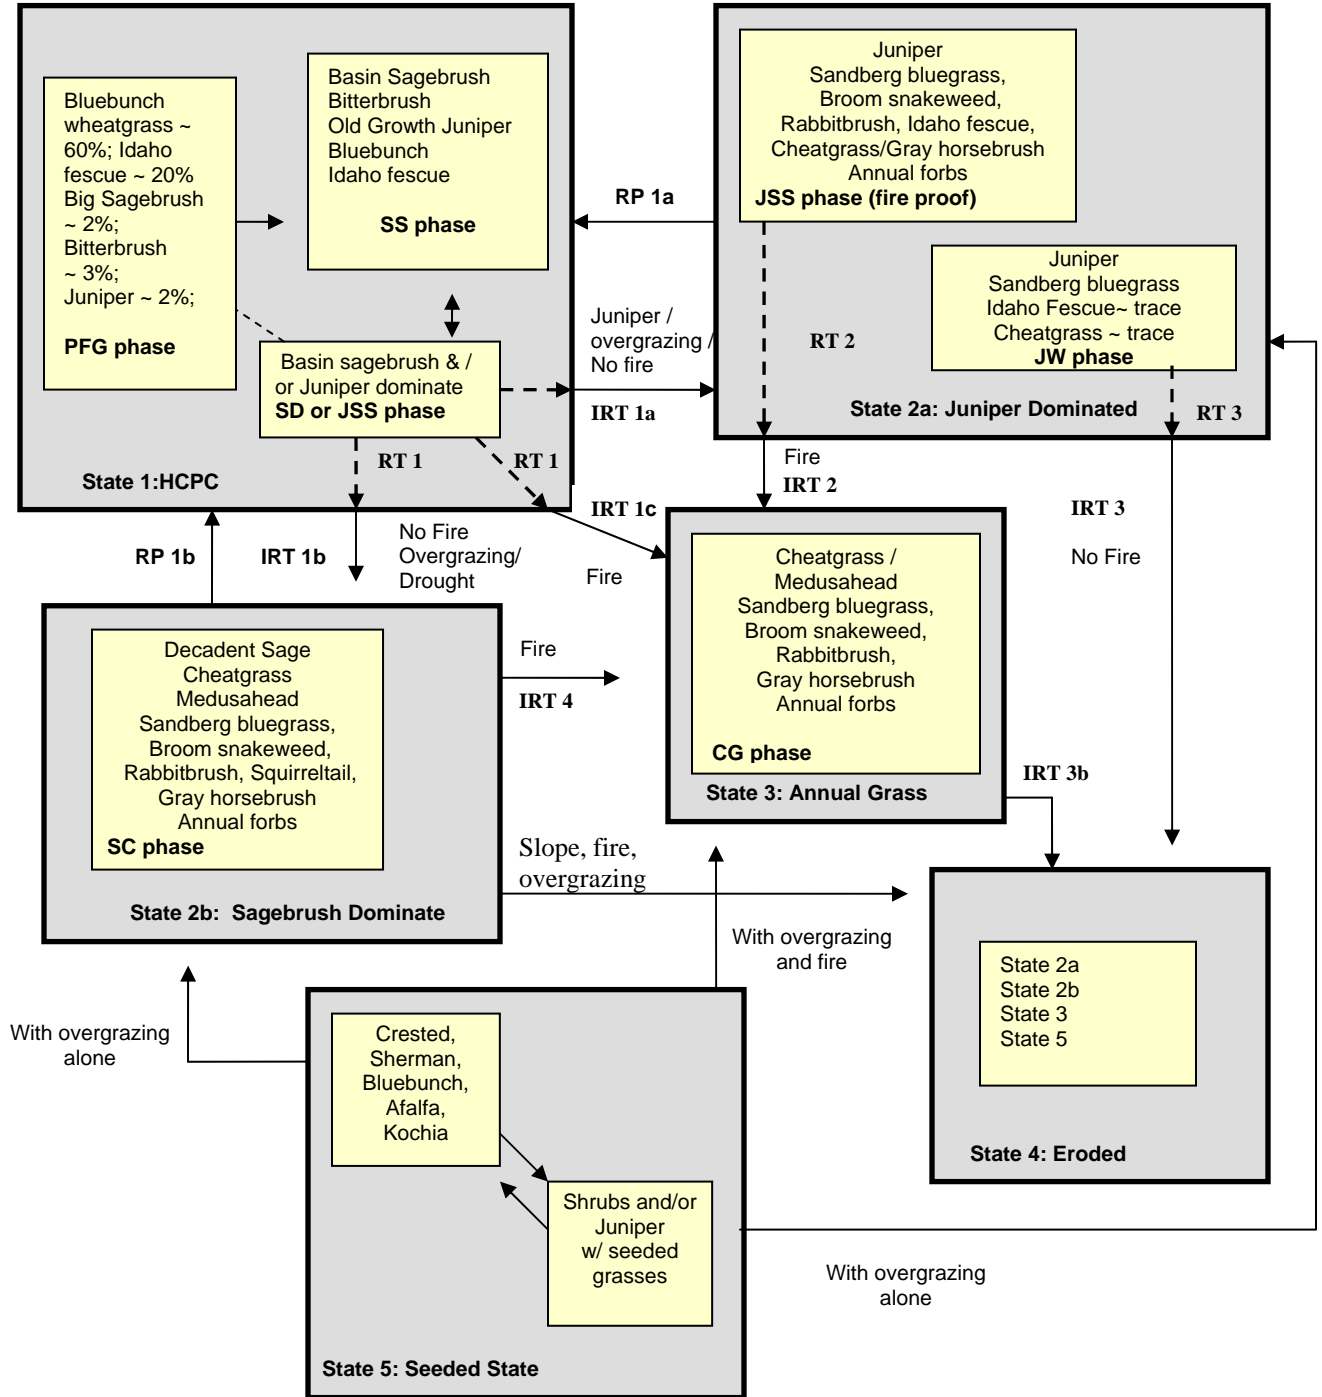 Bluebunch
wheatgrass ~
60%; Idaho
fescue ~ 20%
Big Sagebrush
~ 2%;
Bitterbrush
~ 3%;
Juniper ~ 2%;
PFG phase
Basin Sagebrush
Bitterbrush
Old Growth Juniper
Bluebunch
Idaho fescue
SS phase
Basin sagebrush & /
or Juniper dominate
SD or JSS phase
RT 1
RT 1
State 1:HCPC
RP 1a
Juniper /
overgrazing /
No fire
IRT 1a
Juniper
Sandberg bluegrass,
Broom snakeweed,
Rabbitbrush, Idaho fescue,
Cheatgrass/Gray horsebrush
Annual forbs
JSS phase (fire proof)
Juniper
Sandberg bluegrass
Idaho Fescue~ trace
Cheatgrass ~ trace
JW phase
RT 2
State 2a: Juniper Dominated
RT 3
RP 1b
IRT 1b
No Fire
Overgrazing/
Drought
IRT 1c
Fire
Fire
IRT 2
IRT 3
No Fire
Decadent Sage
Cheatgrass
Medusahead
Sandberg bluegrass,
Broom snakeweed,
Rabbitbrush, Squirreltail,
Gray horsebrush
Annual forbs
SC phase
State 2b:  Sagebrush Dominate
Fire
IRT 4
Cheatgrass /
Medusahead
Sandberg bluegrass,
Broom snakeweed,
Rabbitbrush,
Gray horsebrush
Annual forbs
CG phase
State 3: Annual Grass
IRT 3b
Slope, fire,
overgrazing
With overgrazing
and fire
State 2a
State 2b
State 3
State 5
State 4: Eroded
With overgrazing
alone
Crested,
Sherman,
Bluebunch,
Afalfa,
Kochia
Shrubs and/or
Juniper
w/ seeded
grasses
State 5: Seeded State
With overgrazing
alone